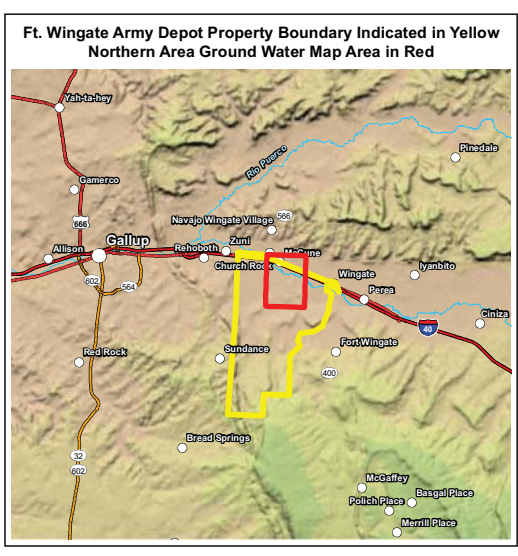 Ft. Wingate Army Depot Property Boundary Indicated in Yellow
Northern Area Ground Water Map Area in Red
Yah-ta-hey
Pinedale
Rio Puerco
Gamerco
666
Navajo Wingate Village
566
Allison
Gallup
Rehoboth
Zuni
McCune
Church Rock
Wingate
Iyanbito
602
564
Perea
40
Ciniza
Red Rock
Sundance
Fort Wingate
400
Bread Springs
32
602
McGaffey
Polich Place
Basgal Place
Merrill Place